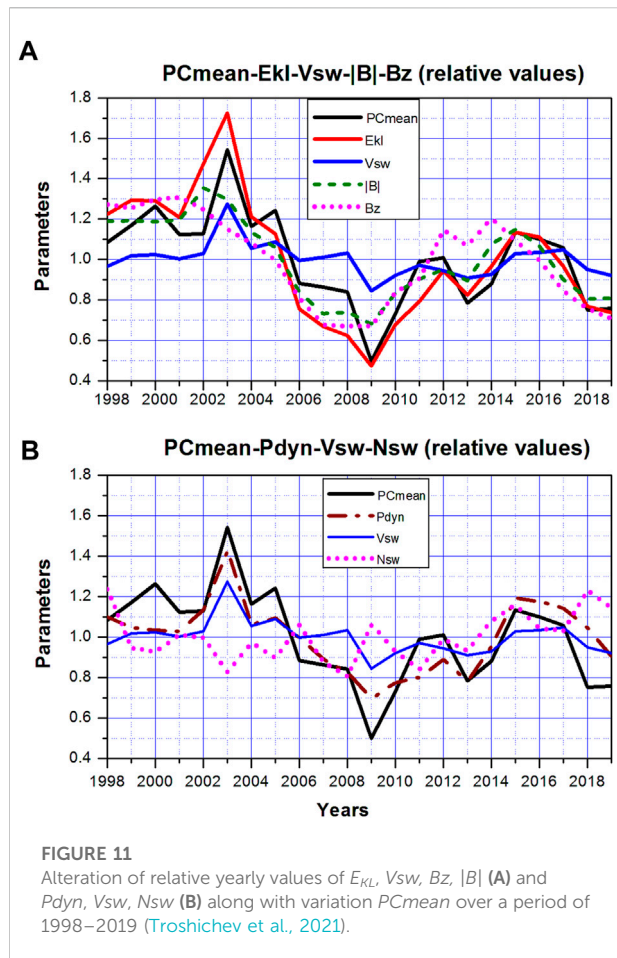 A
PCmean-Ekl-Vsw-|B|-Bz (relative values)
1.8
1.6
1.4
1.2
1.0
0.8
0.6
0.4
Parameters
PCmean
Ekl
Vsw
|B|
Bz
1998 2000 2002 2004 2006 2008 2010 2012 2014 2016 2018
B
PCmean-Pdyn-Vsw-Nsw (relative values)
1.8
1.6
1.4
1.2
1.0
0.8
0.6
0.4
Parameters
PCmean
Pdyn
Vsw
Nsw
1998 2000 2002 2004 2006 2008 2010 2012 2014 2016 2018
Years
FIGURE 11
Alteration of relative yearly values of EKL, Vsw, Bz, |B| (A) and
Pdyn, Vsw, Nsw (B) along with variation PCmean over a period of
1998–2019 (Troshichev et al., 2021).